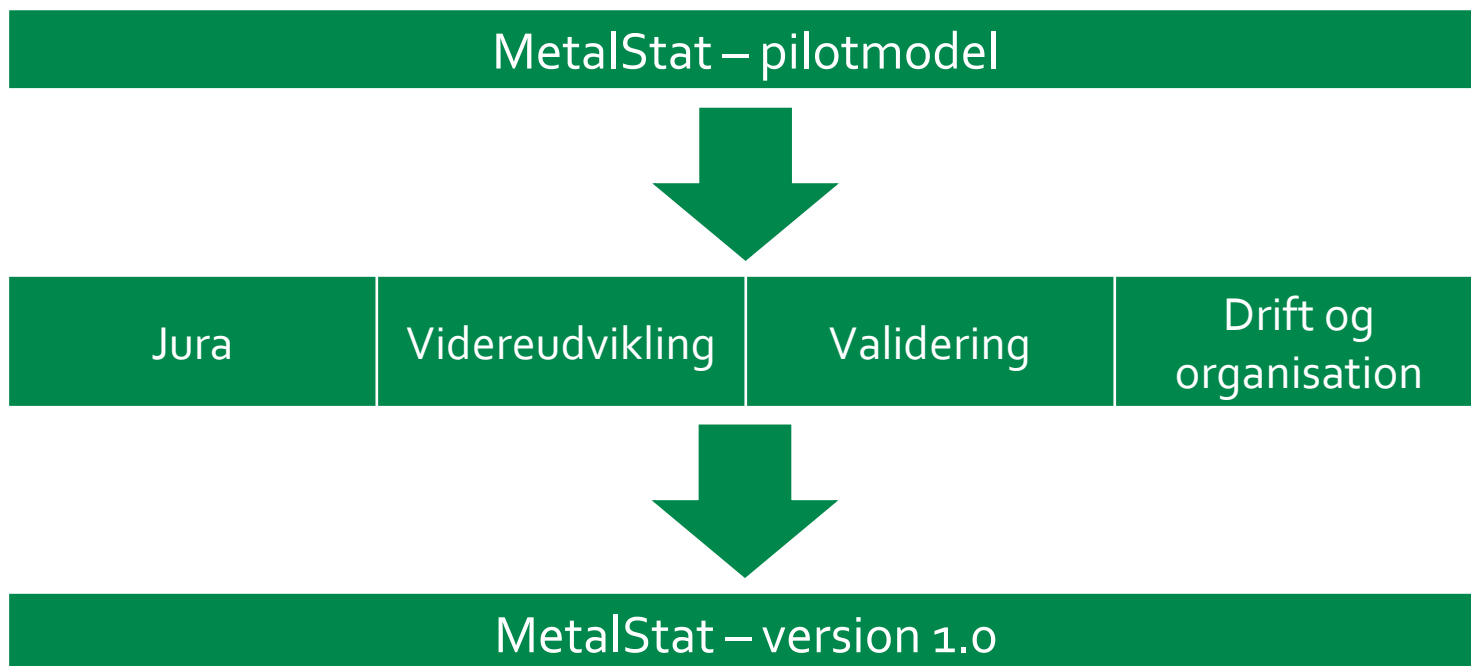 MetalStat – pilotmodel
Jura
Videreudvikling
Validering
Drift og
organisation
MetalStat – version 1.0